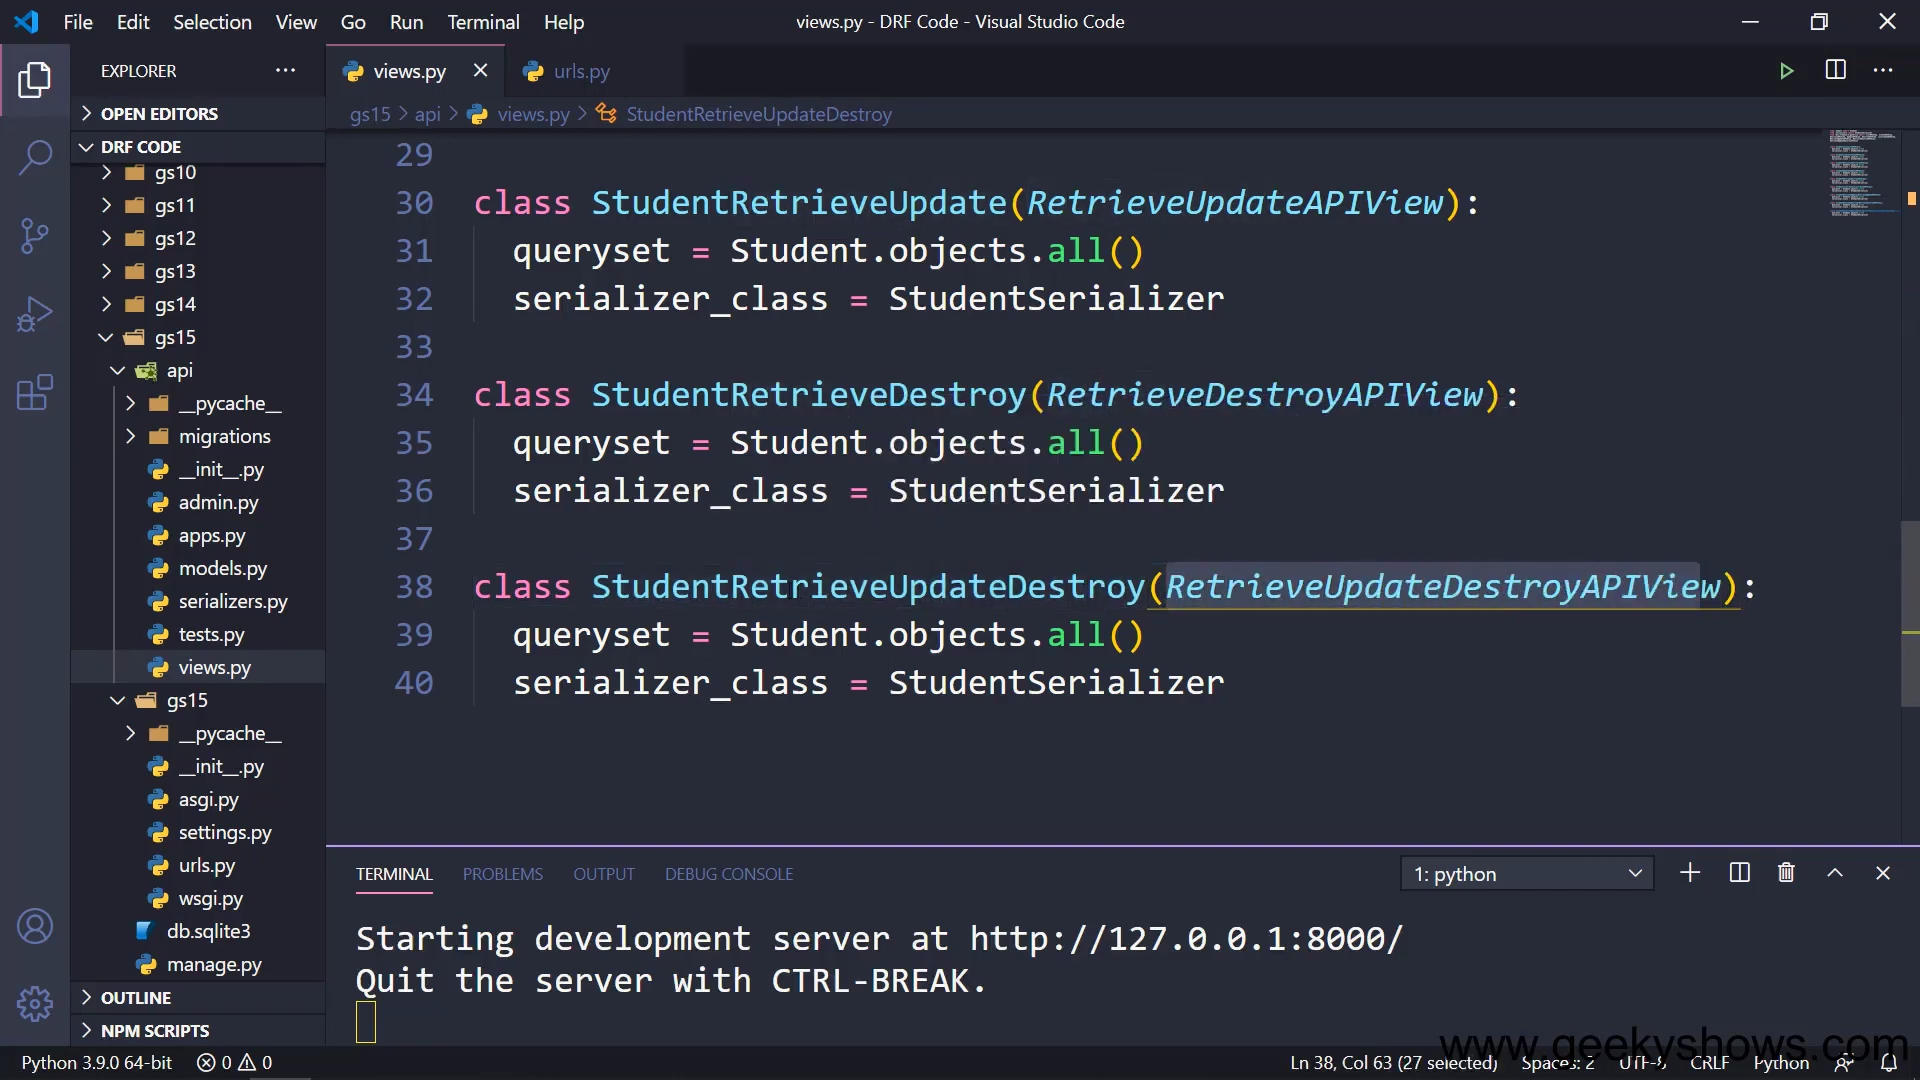 File Edit Selection View Go Run Terminal Help
views.py - DRF Code - Visual Studio Code
EXPLORER
views.py
urls.py
OPEN EDITORS
gs15 > api > views.py > StudentRetrieveUpdateDestroy
DRF CODE
gs10
gs11
gs12
gs13
gs14
gs15
api
__pycache__
migrations
__init__.py
admin.py
apps.py
models.py
serializers.py
tests.py
views.py
gs15
__pycache__
__init__.py
asgi.py
settings.py
urls.py
wsgi.py
db.sqlite3
manage.py
OUTLINE
NPM SCRIPTS
29
30 class StudentRetrieveUpdate(RetrieveUpdateAPIView):
31 queryset = Student.objects.all()
32 serializer_class = StudentSerializer
33
34 class StudentRetrieveDestroy(RetrieveDestroyAPIView):
35 queryset = Student.objects.all()
36 serializer_class = StudentSerializer
37
38 class StudentRetrieveUpdateDestroy(RetrieveUpdateDestroyAPIView):
39 queryset = Student.objects.all()
40 serializer_class = StudentSerializer
TERMINAL PROBLEMS OUTPUT DEBUG CONSOLE
1: python
Starting development server at http://127.0.0.1:8000/
Quit the server with CTRL-BREAK.
www.geekyshows.com
Python 3.9.0 64-bit 0 0
Ln 38, Col 63 (27 selected) Spaces: 2 UTF-8 CRLF Python